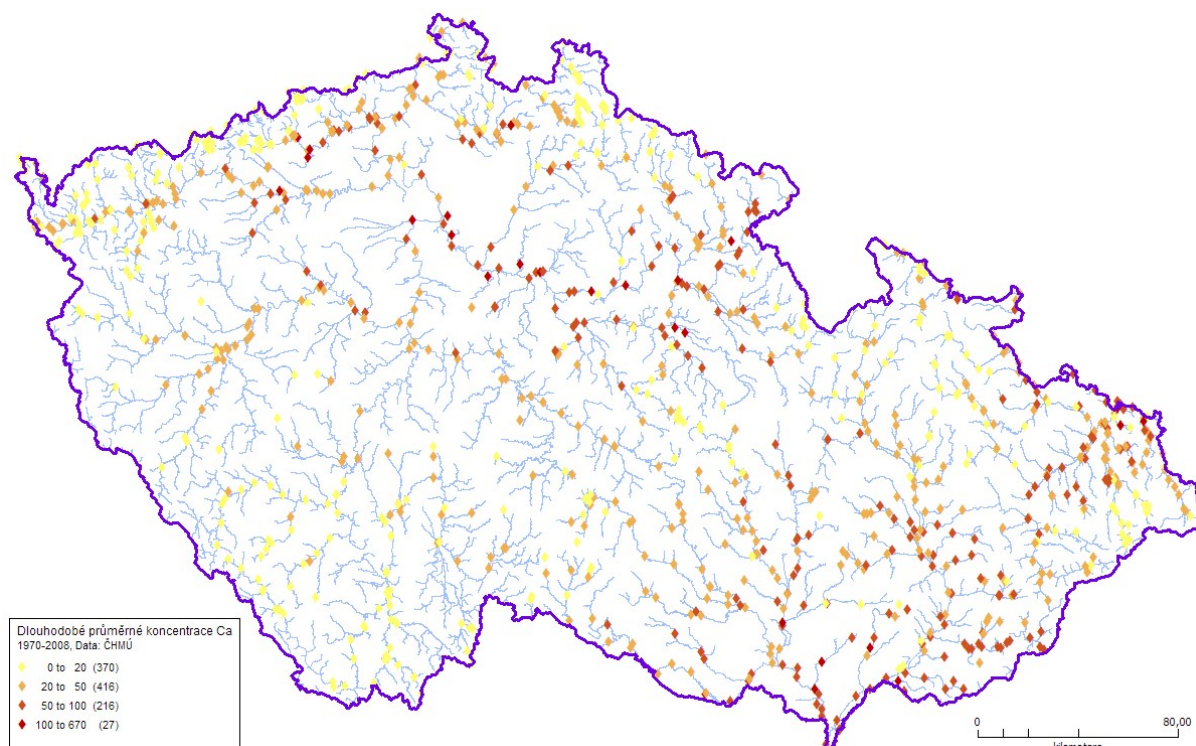 Dlouhodobé průměrné koncentrace Ca
1970-2008, Data: ČHMÚ
0 to 20 (370)
20 to 50 (416)
50 to 100 (216)
100 to 670 (27)
0 80,00
kilometers